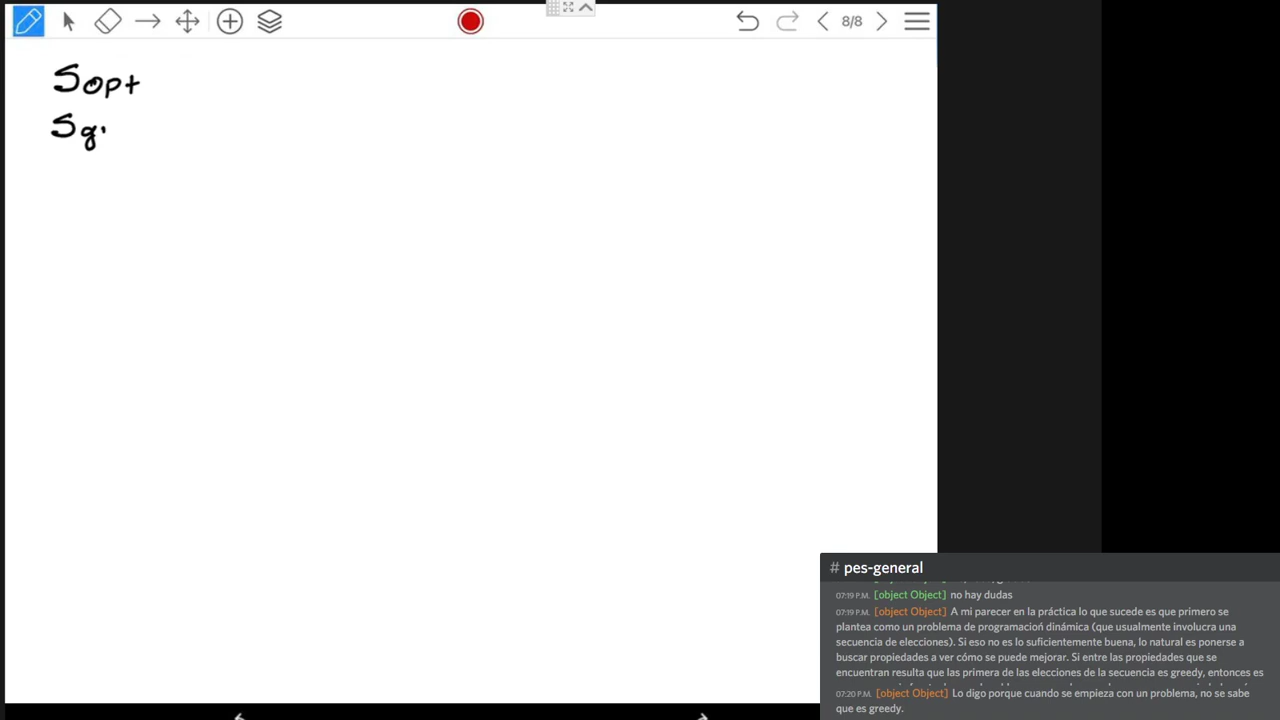 8/8
Sopt
Sg
# pes-general
07:19 P.M. [object Object] no hay dudas
07:19 P.M. [object Object] A mi parecer en la práctica lo que sucede es que primero se
plantea como un problema de programación dinámica (que usualmente involucra una
secuencia de elecciones). Si eso no es lo suficientemente buena, lo natural es ponerse a
buscar propiedades a ver cómo se puede mejorar. Si entre las propiedades que se
encuentran resulta que las primera de las elecciones de la secuencia es greedy, entonces es
07:20 P.M. [object Object] Lo digo porque cuando se empieza con un problema, no se sabe
que es greedy.